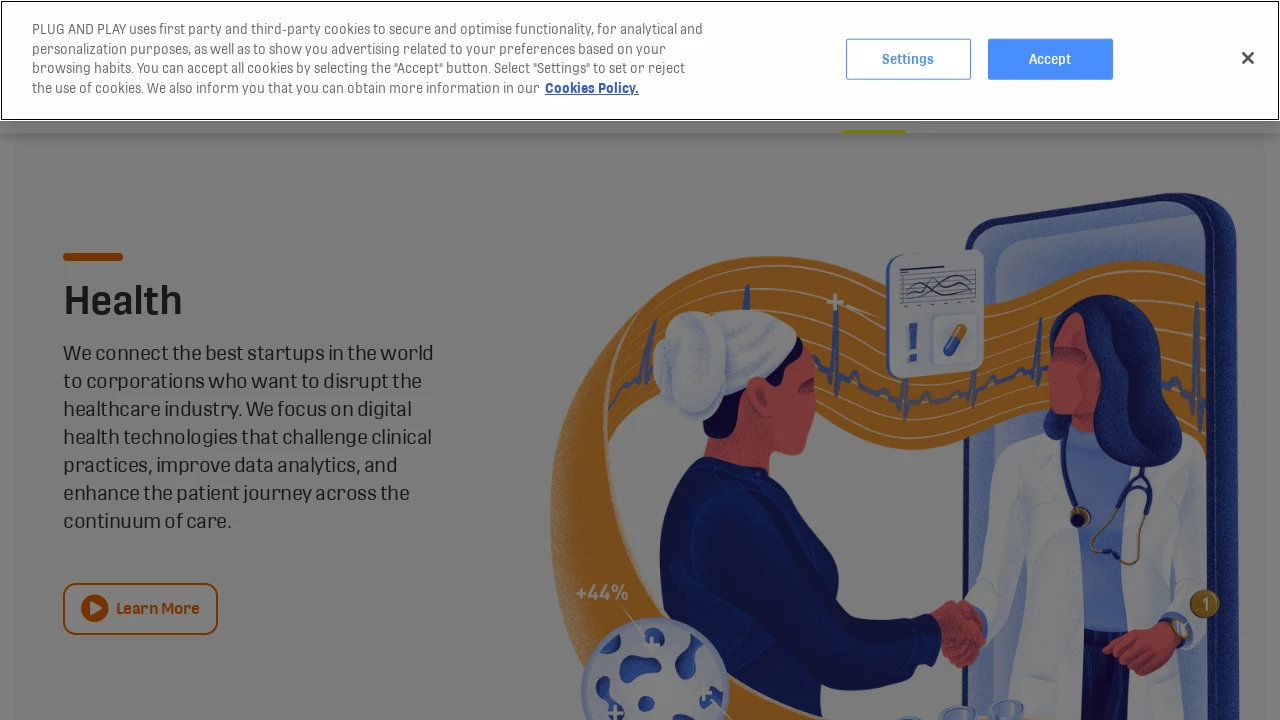 PLUG AND PLAY uses first party and third-party cookies to secure and optimise functionality, for analytical and
personalization purposes, as well as to show you advertising related to your preferences based on your
browsing habits. You can accept all cookies by selecting the "Accept" button. Select "Settings" to set or reject
the use of cookies. We also inform you that you can obtain more information in our Cookies Policy.
Settings
Accept
Health
We connect the best startups in the world
to corporations who want to disrupt the
healthcare industry. We focus on digital
health technologies that challenge clinical
practices, improve data analytics, and
enhance the patient journey across the
continuum of care.
Learn More
+44%
1